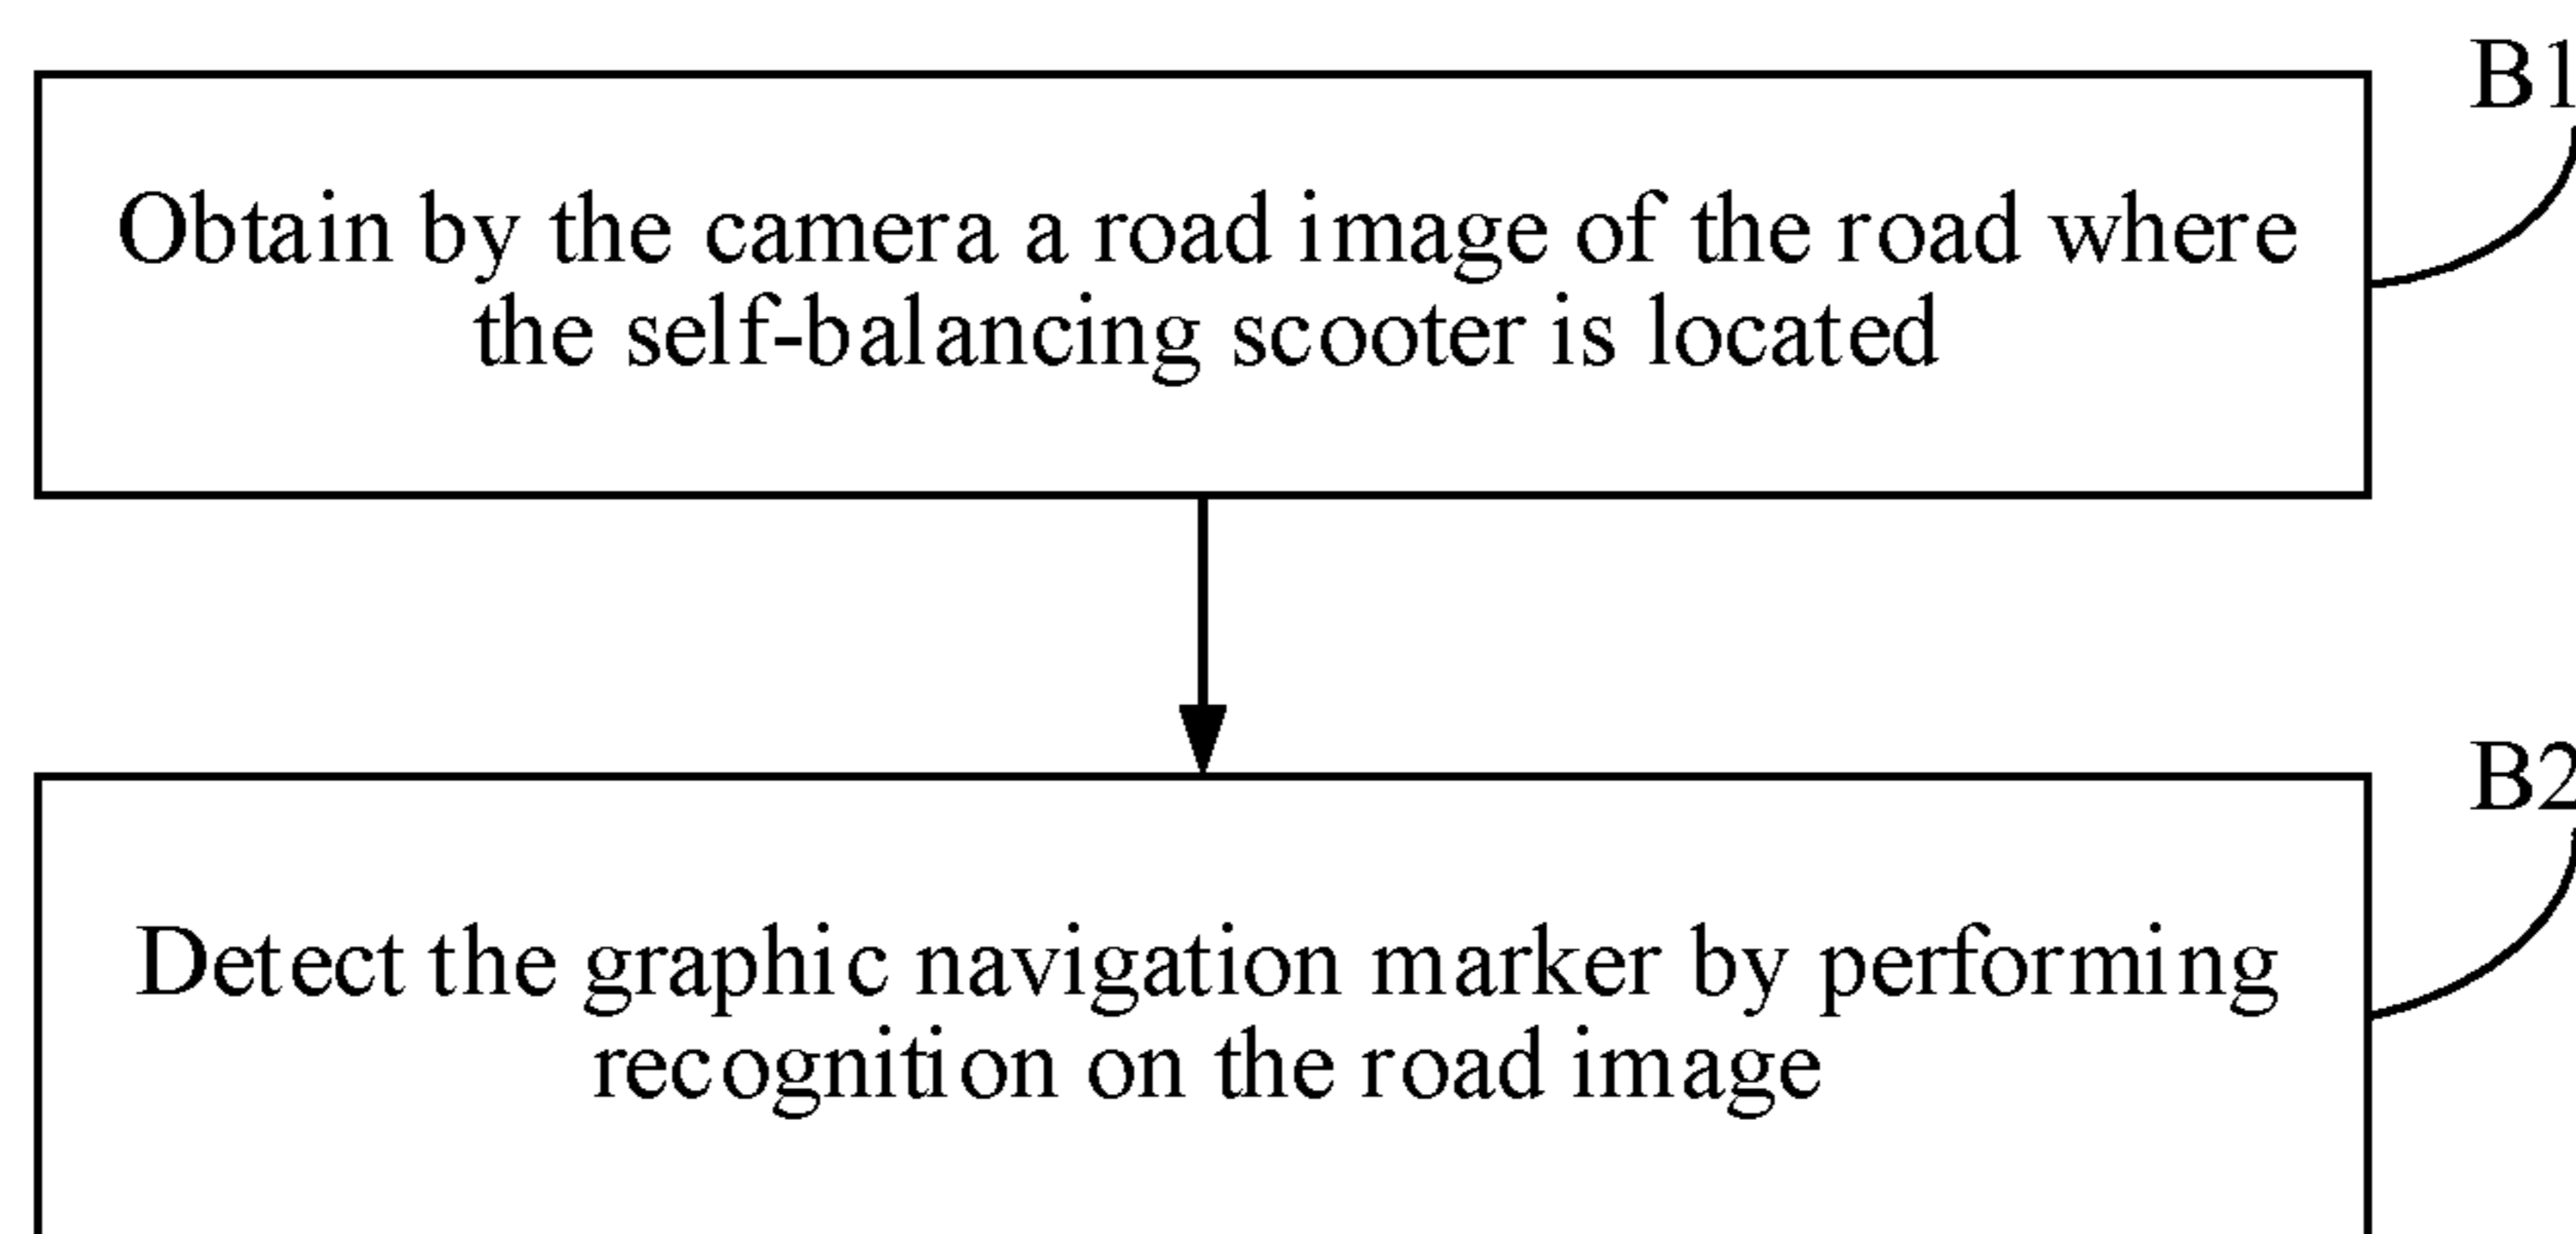 B1
Obtain by the camera a road image of the road where
the self-balancing scooter is located
B2
Detect the graphic navigation marker by performing
recognition on the road image